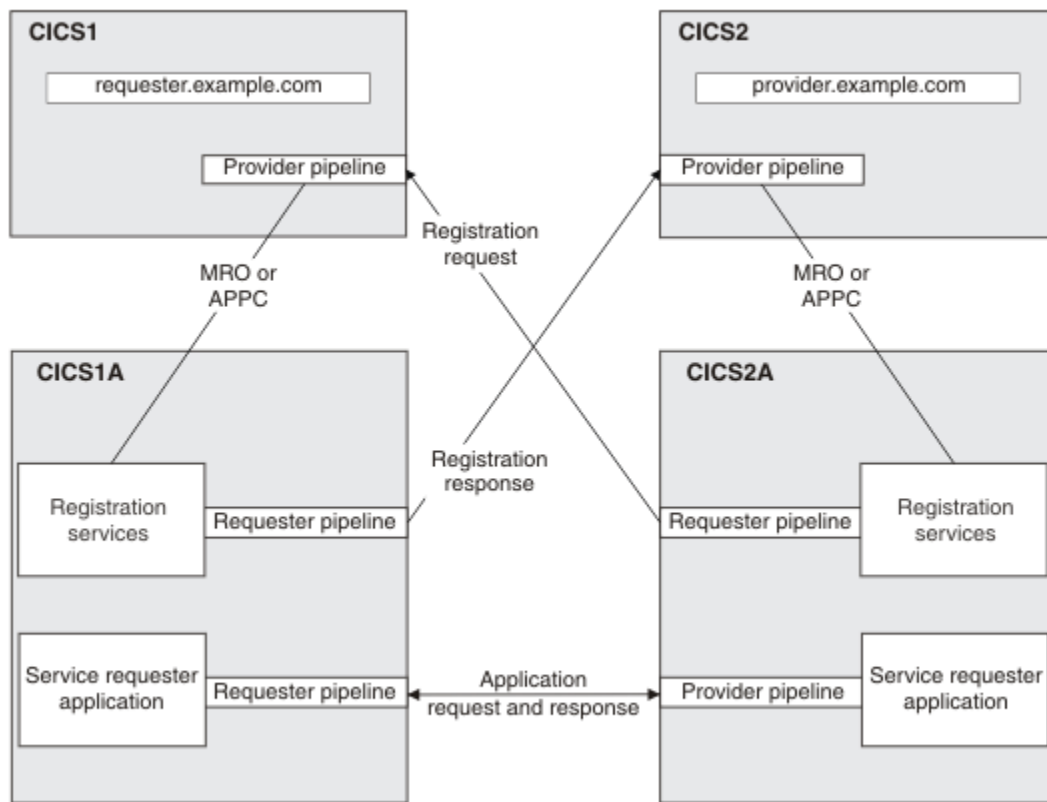 CICS1
requester.example.com
Provider pipeline
CICS2
provider.example.com
Provider pipeline
Registration
request
MRO or
APPC
MRO or
APPC
CICS1A
Registration
services
Requester pipeline
Registration
response
CICS2A
Requester pipeline
Registration
services
Service requester
application
Requester pipeline
Application
request and response
Provider pipeline
Service requester
application